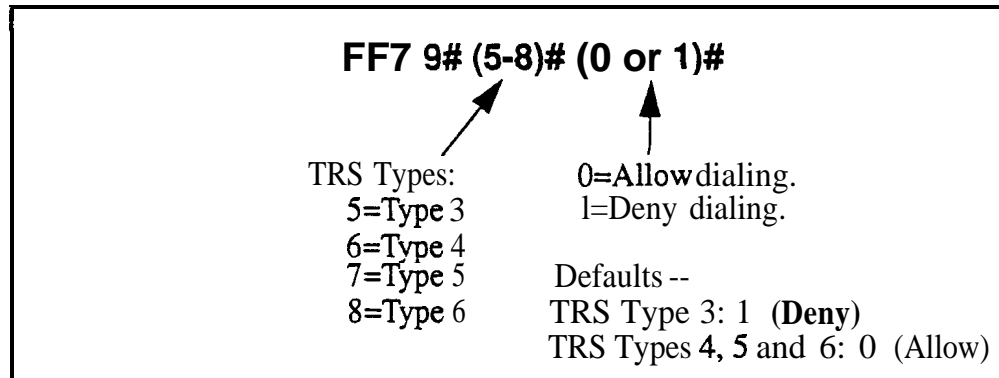 FF7 9# (5-8)# (0 or 1)#
TRS Types:
5=Type 3
6=Type 4
7=Type 5
8=Type 6
0=Allow dialing.
l=Deny dialing.
Defaults --
TRS Type 3: 1 (Deny)
TRS Types 4, 5 and 6: 0 (Allow)